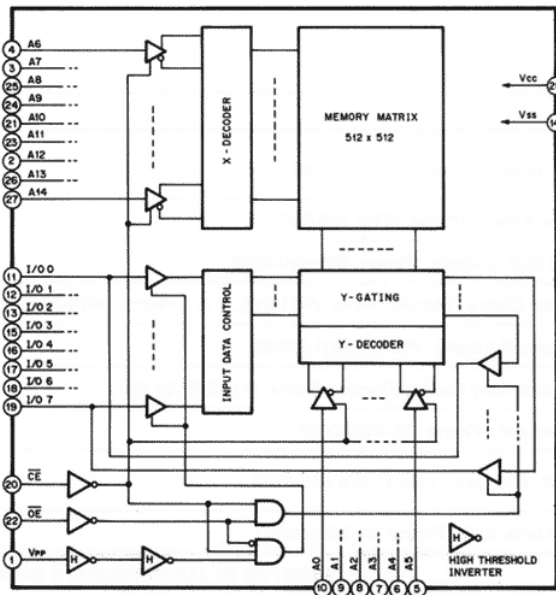 4 A6
3 A7
25 A8
24 A9
21 A10
23 A11
2 A12
26 A13
27 A14
X-DECODER
MEMORY MATRIX
512 x 512
Vcc
Vss
11 I/O 0
12 I/O 1
13 I/O 2
15 I/O 3
16 I/O 4
17 I/O 5
18 I/O 6
19 I/O 7
INPUT DATA CONTROL
Y-GATING
Y-DECODER
20 CE
22 OE
1 VPP
H
H
H
HIGH THRESHOLD
INVERTER
A0
A1
A2
A3
A4
A5
10
9
8
7
6
5